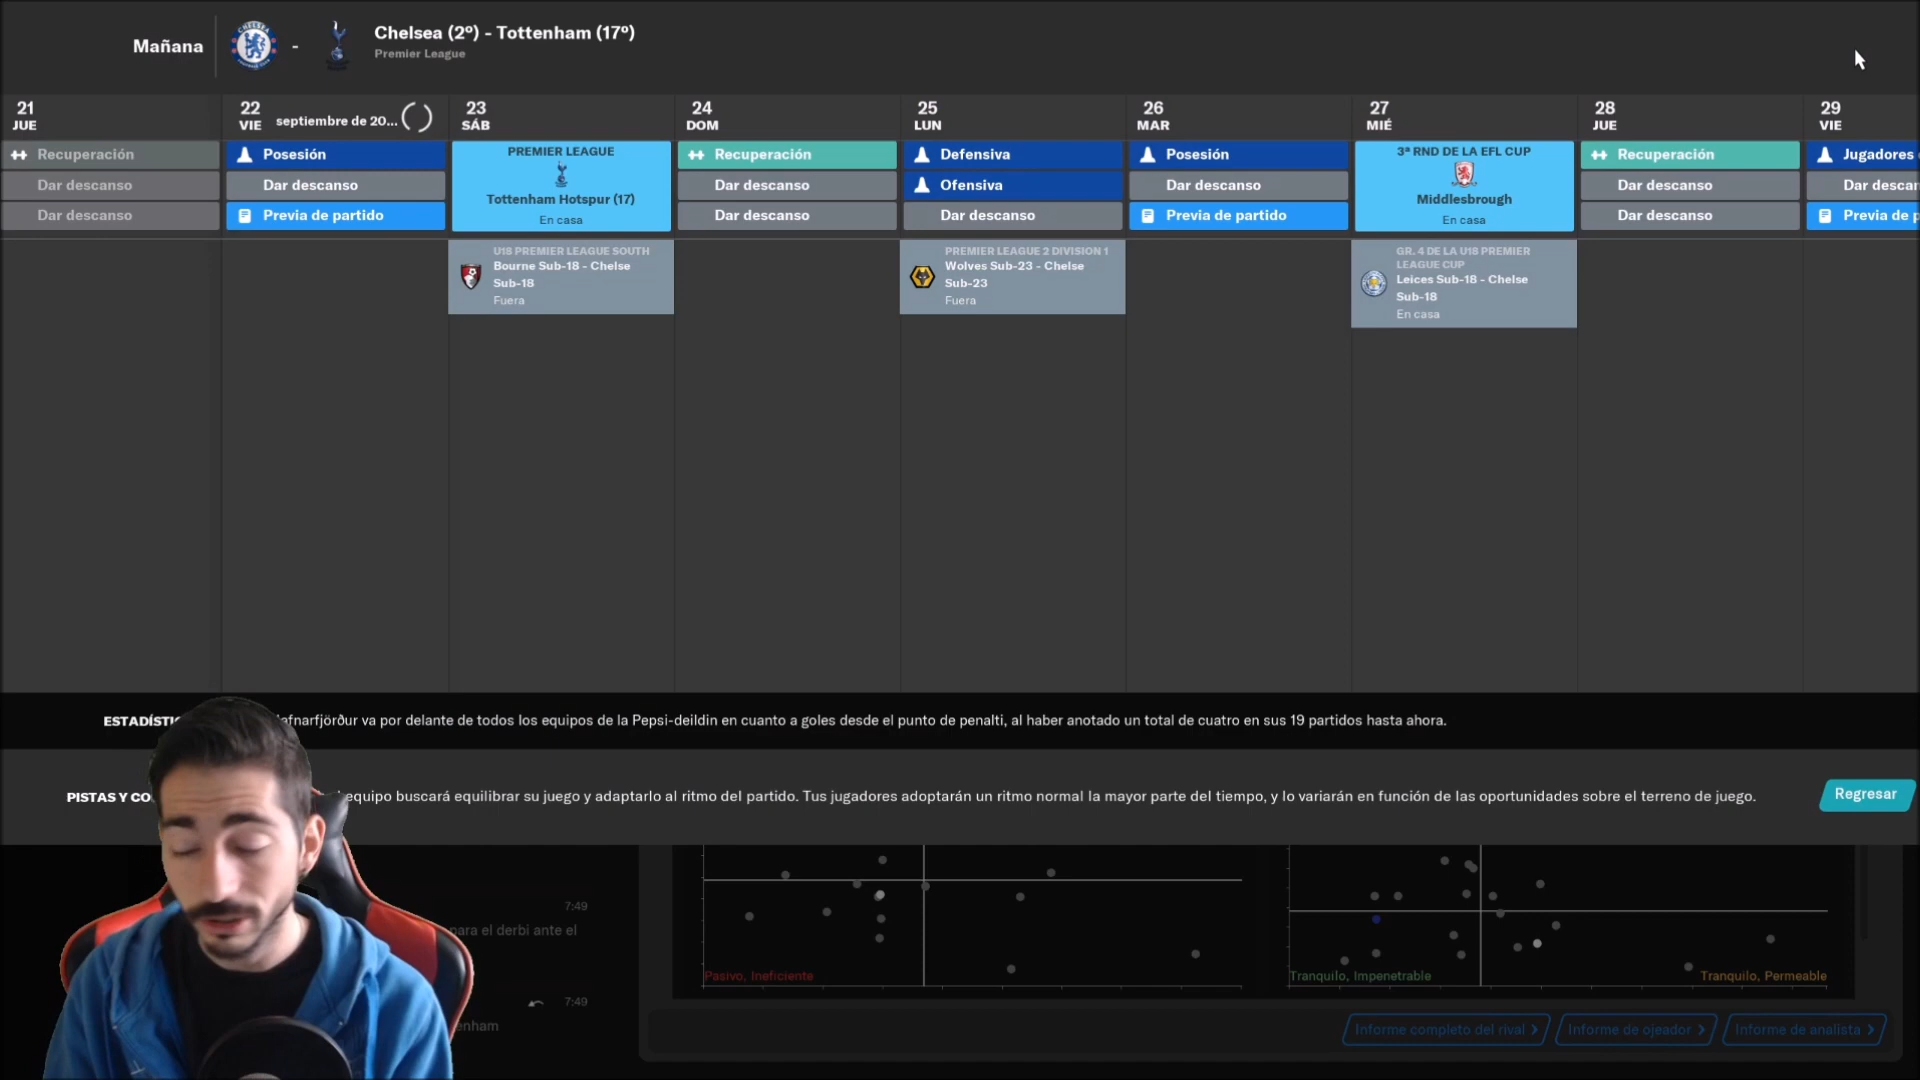 Mañana
-
Chelsea (2º) - Tottenham (17º)
Premier League
21
JUE
22
VIE
septiembre de 20...
23
SÁB
24
DOM
25
LUN
26
MAR
27
MIÉ
28
JUE
29
VIE
Recuperación
Dar descanso
Dar descanso
Posesión
Dar descanso
Previa de partido
PREMIER LEAGUE
Tottenham Hotspur (17)
En casa
Recuperación
Dar descanso
Dar descanso
Defensiva
Ofensiva
Dar descanso
Posesión
Dar descanso
Previa de partido
3ª RND DE LA EFL CUP
Middlesbrough
En casa
Recuperación
Dar descanso
Dar descanso
Jugadores
Dar descan
Previa de p
U18 PREMIER LEAGUE SOUTH
Bourne Sub-18 - Chelse
Sub-18
Fuera
PREMIER LEAGUE 2 DIVISION 1
Wolves Sub-23 - Chelse
Sub-23
Fuera
GR. 4 DE LA U18 PREMIER
LEAGUE CUP
Leices Sub-18 - Chelse
Sub-18
En casa
ESTADÍSTIC afnarfjörður va por delante de todos los equipos de la Pepsi-deildin en cuanto a goles desde el punto de penalti, al haber anotado un total de cuatro en sus 19 partidos hasta ahora.
PISTAS Y CO equipo buscará equilibrar su juego y adaptarlo al ritmo del partido. Tus jugadores adoptarán un ritmo normal la mayor parte del tiempo, y lo variarán en función de las oportunidades sobre el terreno de juego.
Regresar
7:49
para el derbi ante el
7:49
enham
Pasivo, Ineficiente
Tranquilo, Impenetrable
Tranquilo, Permeable
Informe completo del rival
Informe de ojeador
Informe de analista